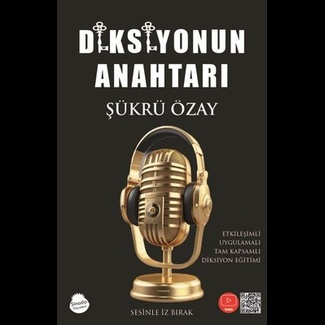 DİKSİYONUN
ANAHTARI
ŞÜKRÜ ÖZAY
ETKİLEŞİMLİ
UYGULAMALI
TAM KAPSAMLI
DİKSİYON EĞİTİMİ
SESİNLE İZ BIRAK